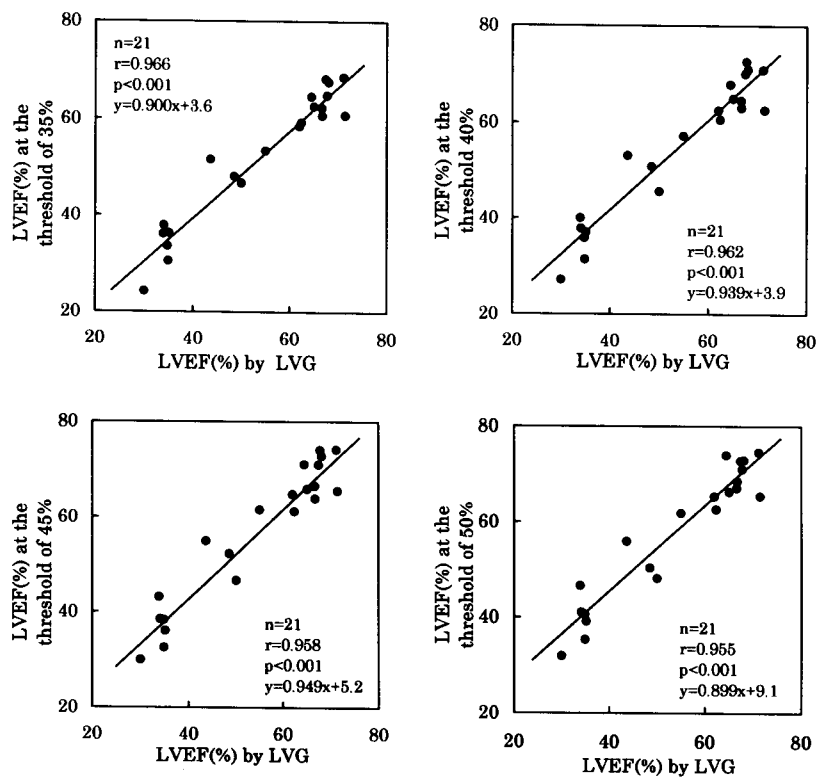 LVEF(%) at the
threshold of 35%
80
60
40
20
n=21
r=0.966
p<0.001
y=0.900x+3.6
20 40 60 80
LVEF(%) by LVG
LVEF(%) at the
threshold 40%
80
60
40
20
n=21
r=0.962
p<0.001
y=0.939x+3.9
20 40 60 80
LVEF(%) by LVG
LVEF(%) at the
threshold of 45%
80
60
40
20
n=21
r=0.958
p<0.001
y=0.949x+5.2
20 40 60 80
LVEF(%) by LVG
LVEF(%) at the
threshold of 50%
80
60
40
20
n=21
r=0.955
p<0.001
y=0.899x+9.1
20 40 60 80
LVEF(%) by LVG